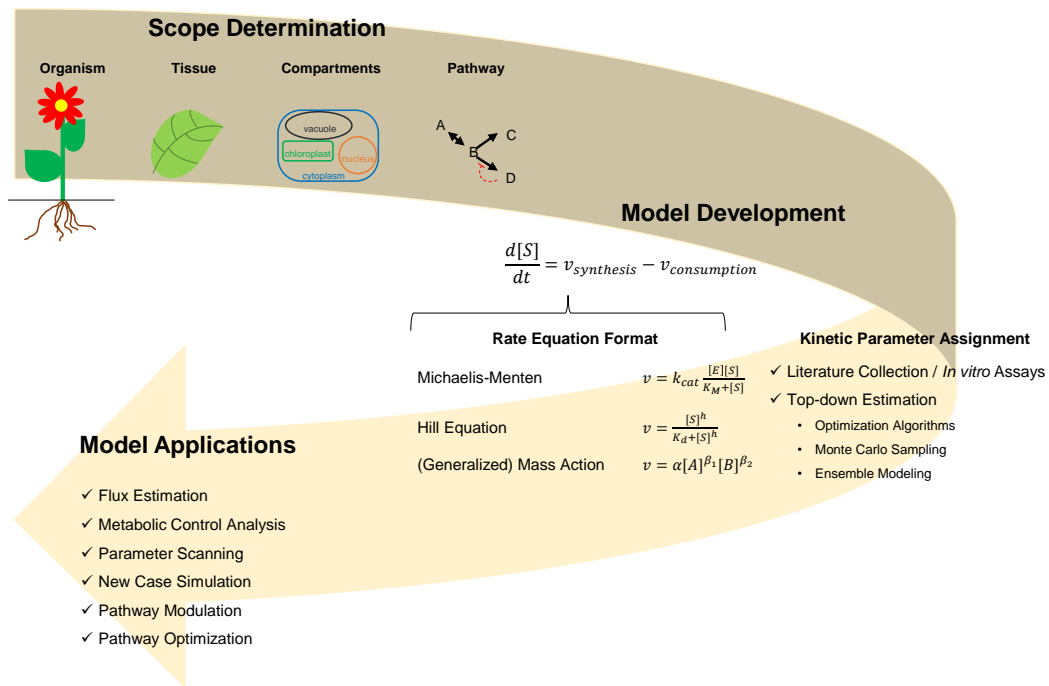 Scope Determination
Organism
Tissue
Compartments
Pathway
vacuole
chloroplast
nucleus
cytoplasm
A
B
C
D
Model Development
d[S]/dt = v_synthesis − v_consumption
Rate Equation Format
Michaelis-Menten v = k_cat [E][S]/(K_M+[S])
Hill Equation v = [S]^h/(K_d+[S]^h)
(Generalized) Mass Action v = α[A]^β₁[B]^β₂
Kinetic Parameter Assignment
✓ Literature Collection / In vitro Assays
✓ Top-down Estimation
• Optimization Algorithms
• Monte Carlo Sampling
• Ensemble Modeling
Model Applications
✓ Flux Estimation
✓ Metabolic Control Analysis
✓ Parameter Scanning
✓ New Case Simulation
✓ Pathway Modulation
✓ Pathway Optimization